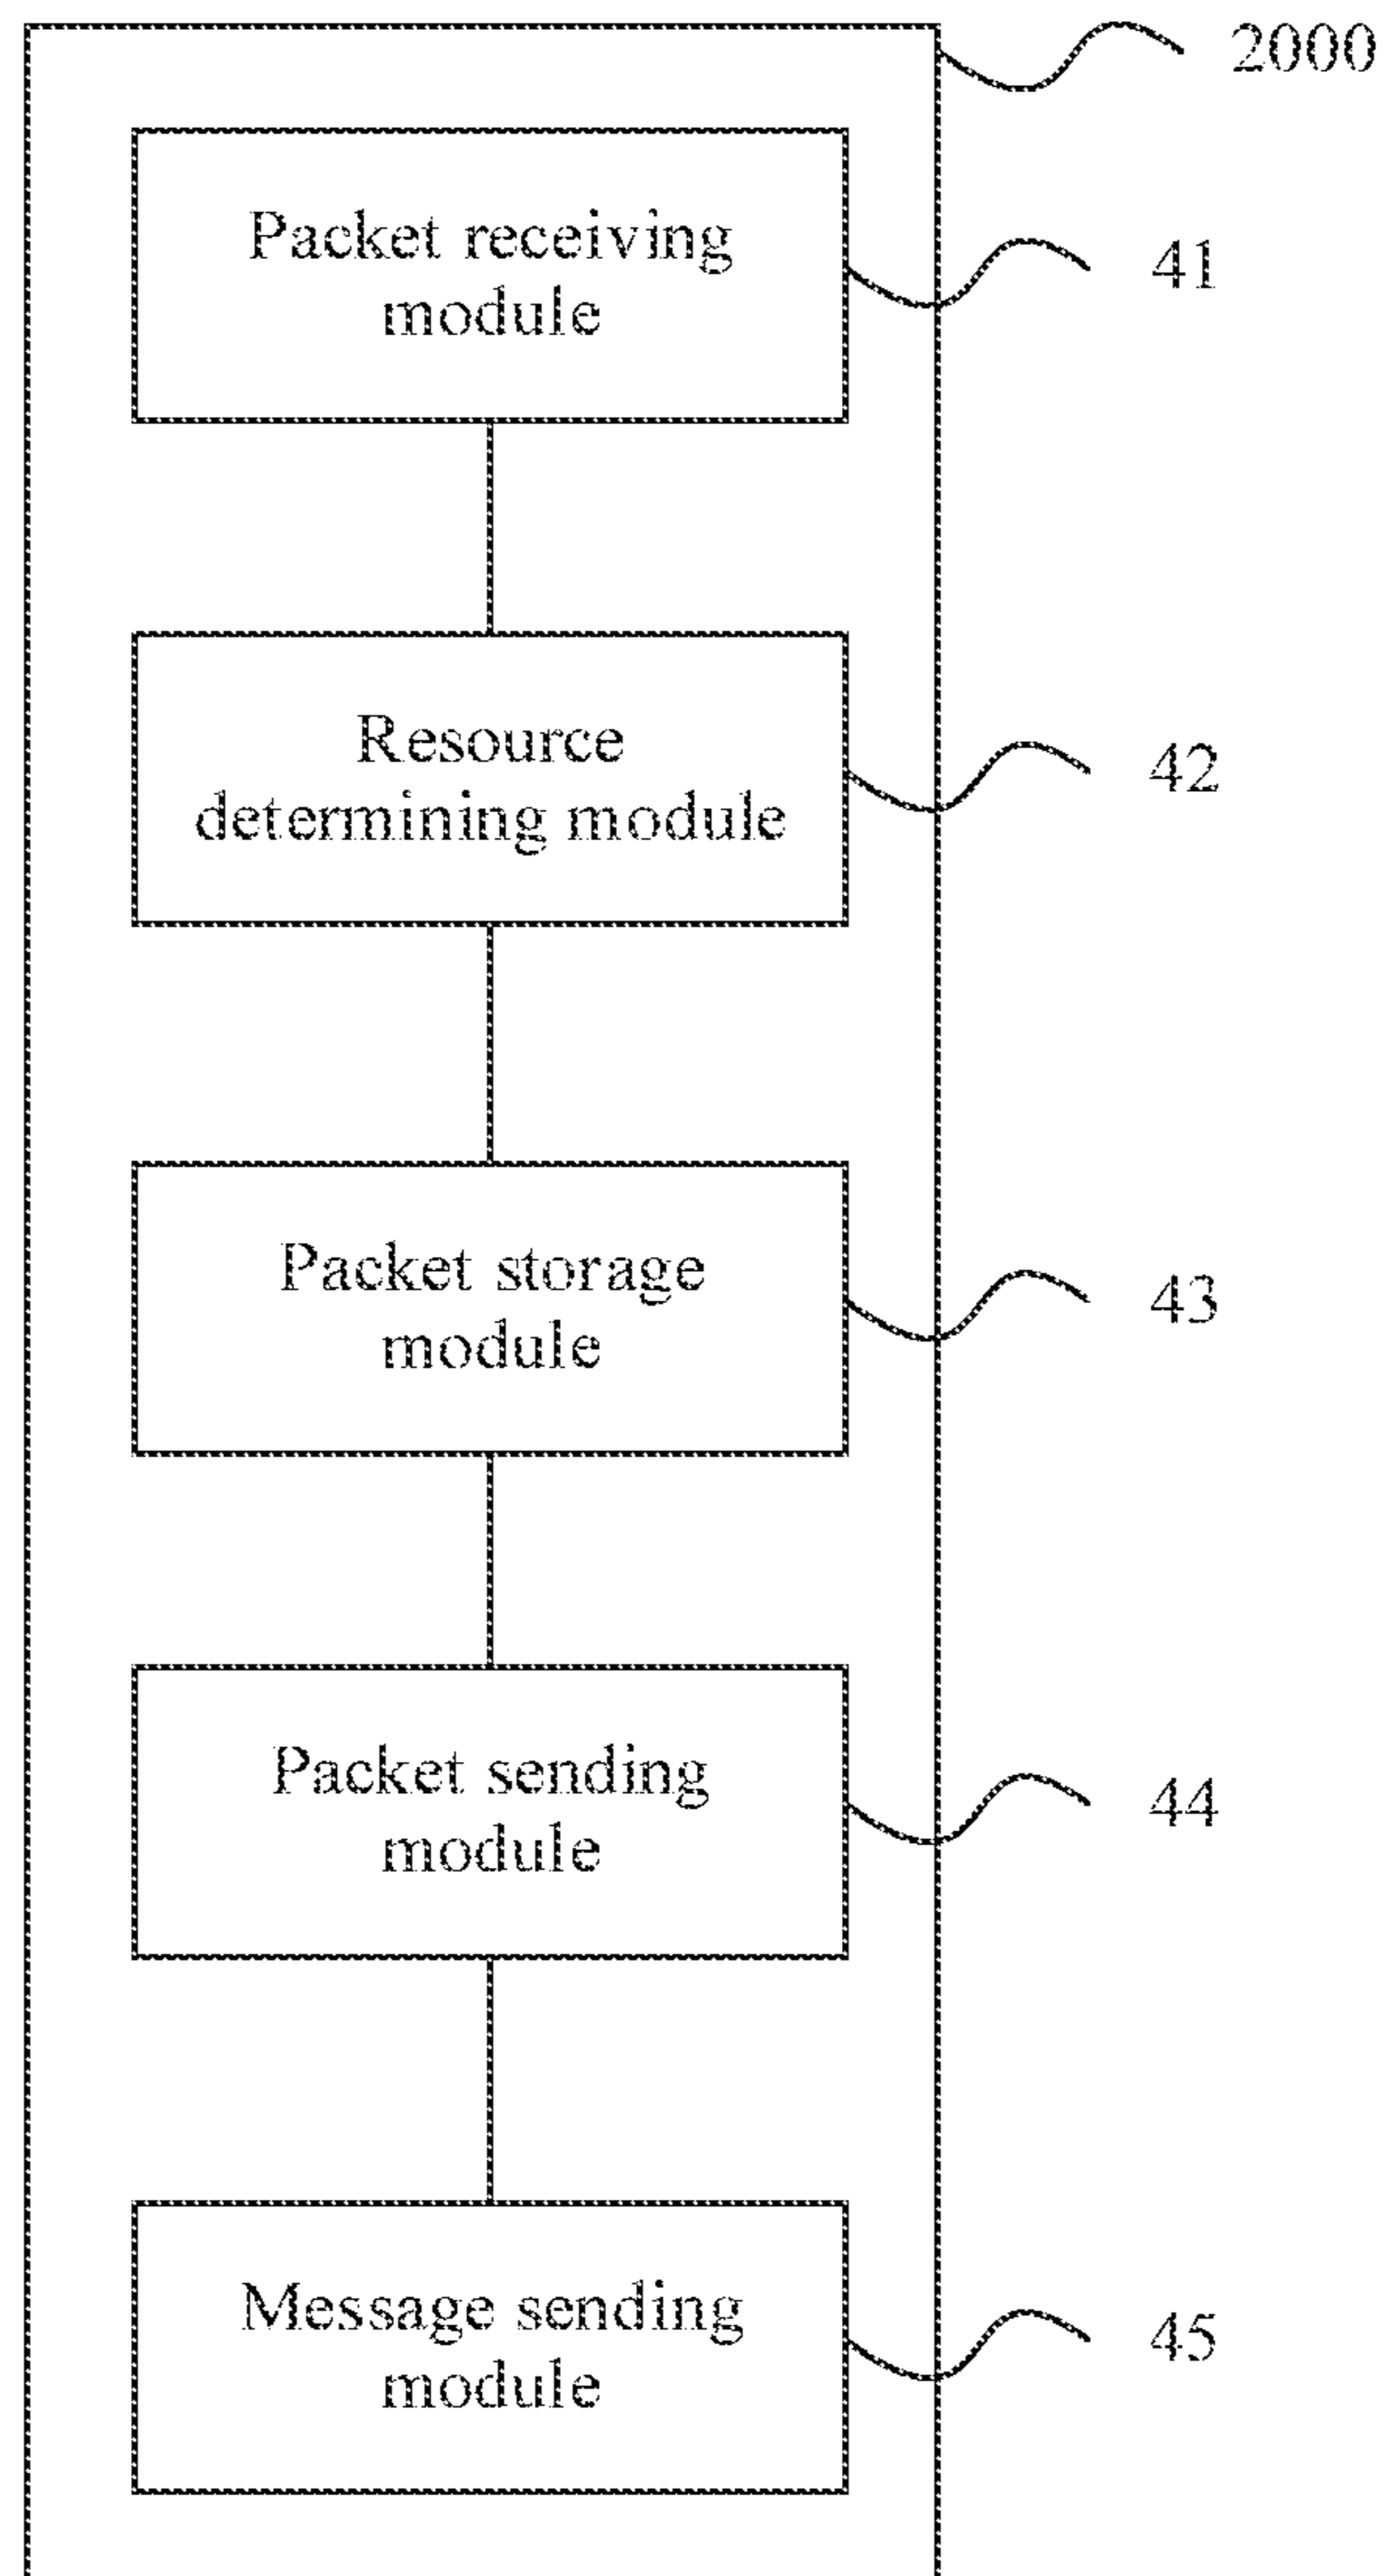 2000
Packet receiving
module
41
Resource
determining module
42
Packet storage
module
43
Packet sending
module
44
Message sending
module
45